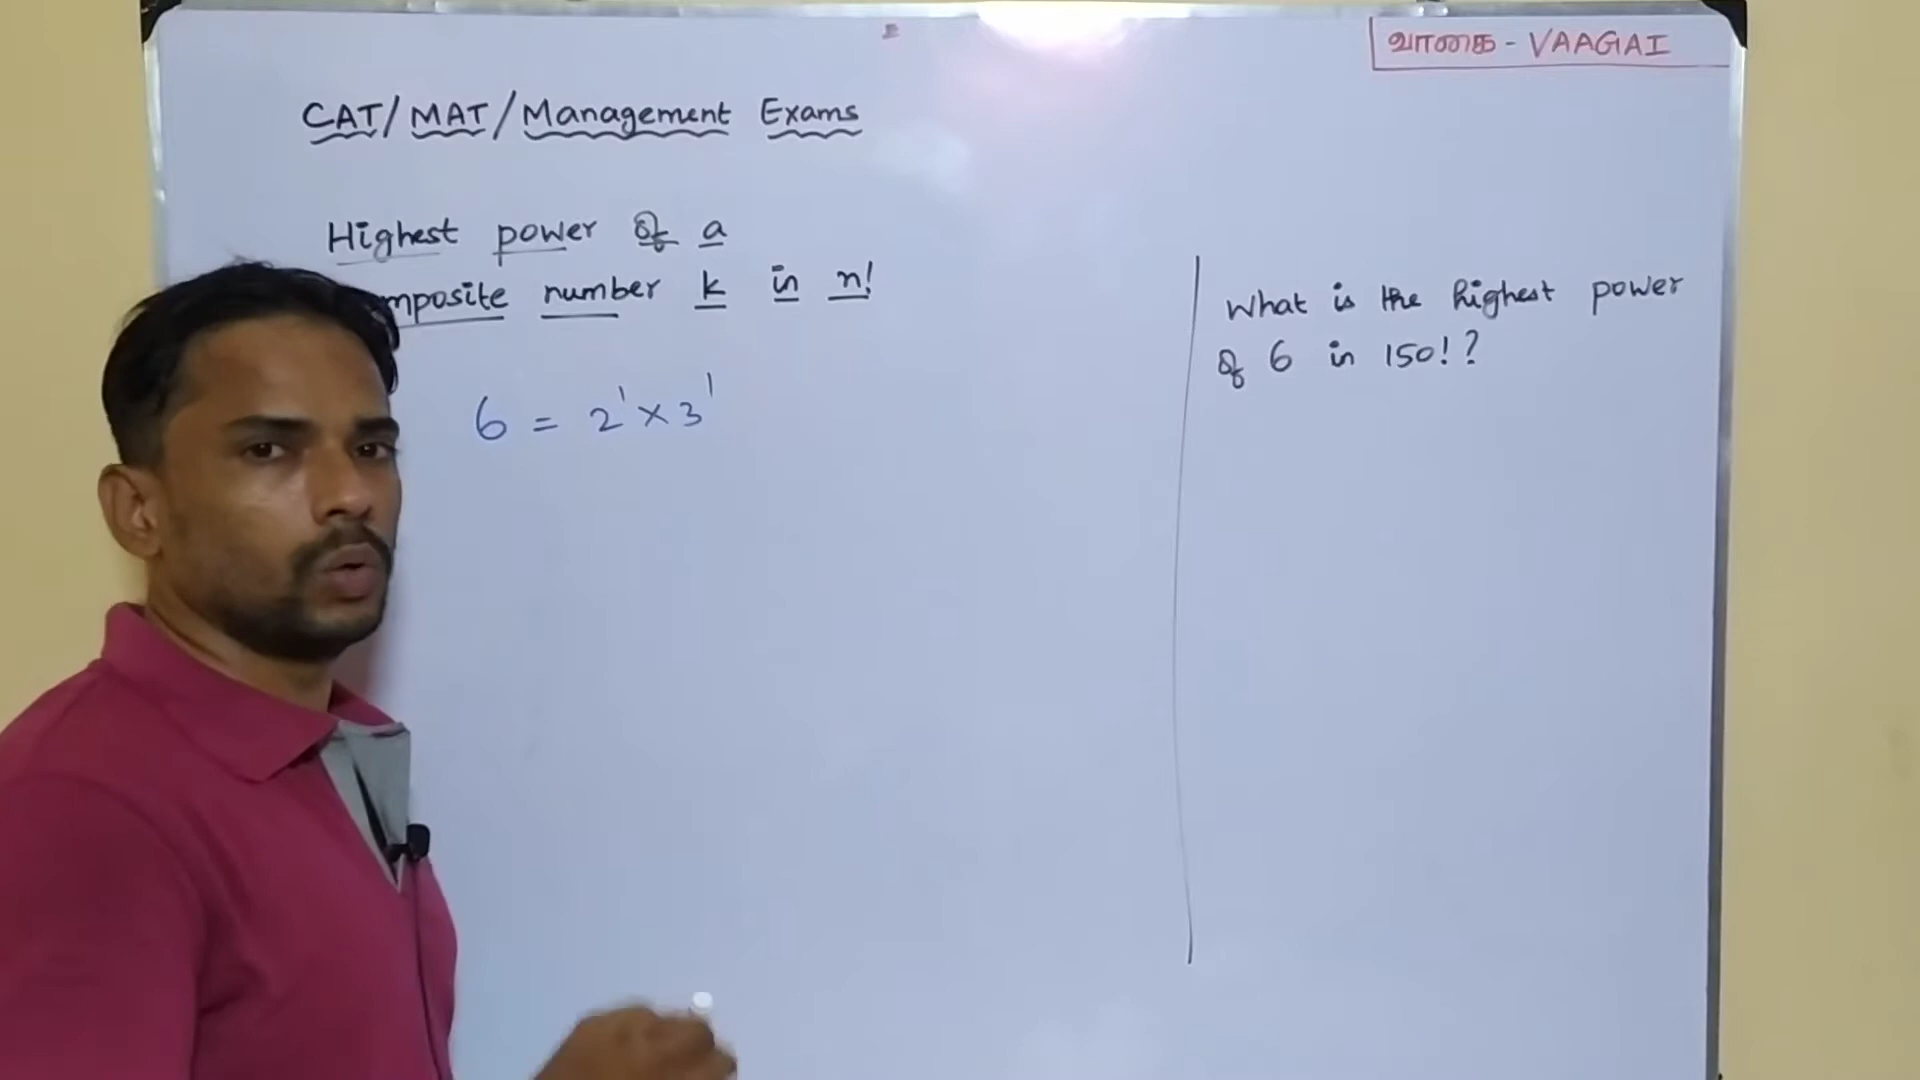 வாகை - VAAGAI
CAT/MAT/Management Exams
Highest power of a
mposite number k in n!
6 = 2¹ × 3¹
What is the highest power
of 6 in 150!?